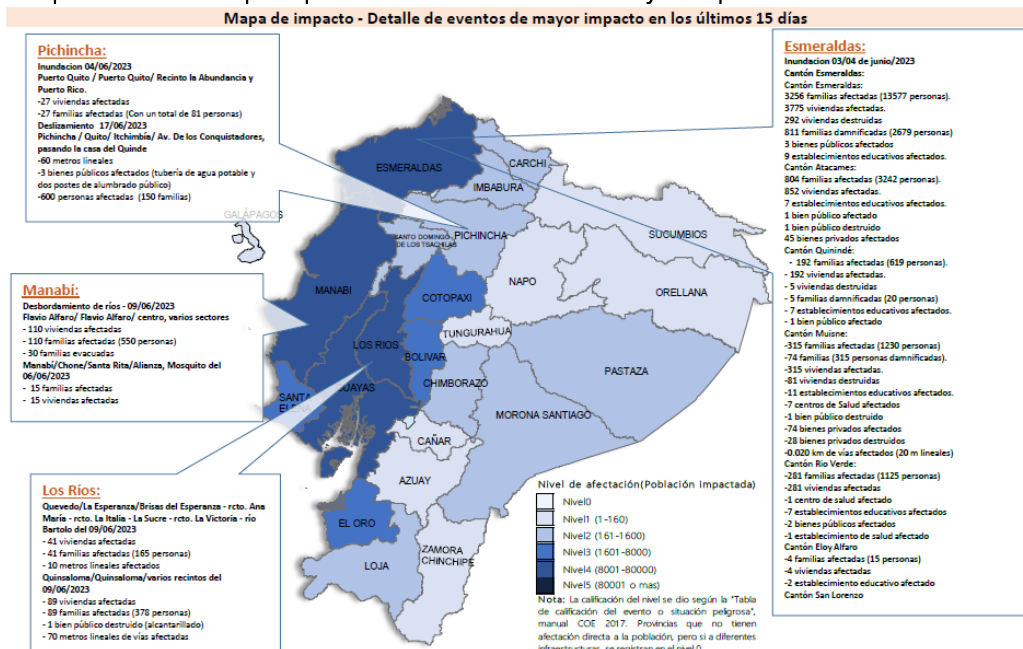 Mapa de impacto - Detalle de eventos de mayor impacto en los últimos 15 días
Pichincha:
Inundacion 04/06/2023
Puerto Quito / Puerto Quito/ Recinto la Abundancia y
Puerto Rico.
-27 viviendas afectadas
-27 familias afectadas (Con un total de 81 personas)
Deslizamiento 17/06/2023
Pichincha / Quito/ Itchimbía/ Av. De los Conquistadores,
pasando la casa del Quinde
-60 metros lineales
-3 bienes públicos afectados (tubería de agua potable y
dos postes de alumbrado público)
-600 personas afectadas (150 familias)
Manabí:
Desbordamiento de ríos - 09/06/2023
Flavio Alfaro/ Flavio Alfaro/ centro, varios sectores
- 110 viviendas afectadas
- 110 familias afectadas (550 personas)
- 30 familias evacuadas
Manabí/Chone/Santa Rita/Alianza, Mosquito del
06/06/2023
- 15 familias afectadas
- 15 viviendas afectadas
Los Ríos:
Quevedo/La Esperanza/Brisas del Esperanza - rcto. Ana
María - rcto. La Italia - La Sucre - rcto. La Victoria - río
Bartolo del 09/06/2023
- 41 viviendas afectadas
- 41 familias afectadas (165 personas)
- 10 metros lineales afectados
Quinsaloma/Quinsaloma/varios recintos del
09/06/2023
- 89 viviendas afectadas
- 89 familias afectadas (378 personas)
- 1 bien público destruido (alcantarillado)
- 70 metros lineales de vías afectadas
ESMERALDAS
CARCHI
IMBABURA
GALÁPAGOS
SANTO DOMINGO
DE LOS TSACHILAS
PICHINCHA
SUCUMBIOS
NAPO
ORELLANA
MANABI
COTOPAXI
TUNGURAHUA
LOS RIOS
BOLIVAR
PASTAZA
CHIMBORAZO
GUAYAS
SANTA
ELENA
MORONA SANTIAGO
CAÑAR
AZUAY
EL ORO
ZAMORA
CHINCHIPE
LOJA
Nivel de afectación(Población impactada)
Nivel0
Nivel1 (1-160)
Nivel2 (161-1600)
Nivel3 (1601-8000)
Nivel4 (8001-80000)
Nivel5 (80001 o mas)
Nota: La calificación del nivel se dio según la "Tabla
de calificación del evento o situación peligrosa",
manual COE 2017. Provincias que no tienen
afectación directa a la población, pero si a diferentes
infraestructuras, se registran en el nivel 0
Esmeraldas:
Inundacion 03/04 de junio/2023
Cantón Esmeraldas:
Cantón Esmeraldas:
3256 familias afectadas (13577 personas).
3775 viviendas afectadas.
292 viviendas destruidas
811 familias damnificadas (2679 personas)
3 bienes públicos afectados
9 establecimientos educativos afectados.
Cantón Atacames:
804 familias afectadas (3242 personas).
852 viviendas afectadas.
7 establecimientos educativos afectados.
1 bien público afectado
1 bien público destruido
45 bienes privados afectados
Cantón Quinindé:
- 192 familias afectadas (619 personas).
- 192 viviendas afectadas.
- 5 viviendas destruidas
- 5 familias damnificadas (20 personas)
- 7 establecimientos educativos afectados.
- 1 bien público afectado
Cantón Muisne:
-315 familias afectadas (1230 personas)
-74 familias (315 personas damnificadas).
-315 viviendas afectadas.
-81 viviendas destruidas
-11 establecimientos educativos afectados.
-7 centros de Salud afectados
-1 bien público destruido
-74 bienes privados afectados
-28 bienes privados destruidos
-0.020 km de vías afectados (20 m lineales)
Cantón Rio Verde:
-281 familias afectadas (1125 personas)
-281 viviendas afectadas
-1 centro de salud afectado
-7 establecimientos educativos afectados
-2 bienes públicos afectados
-1 establecimiento de salud afectado
Cantón Eloy Alfaro
-4 familias afectadas (15 personas)
-4 viviendas afectadas
-2 establecimiento educativo afectado
Cantón San Lorenzo